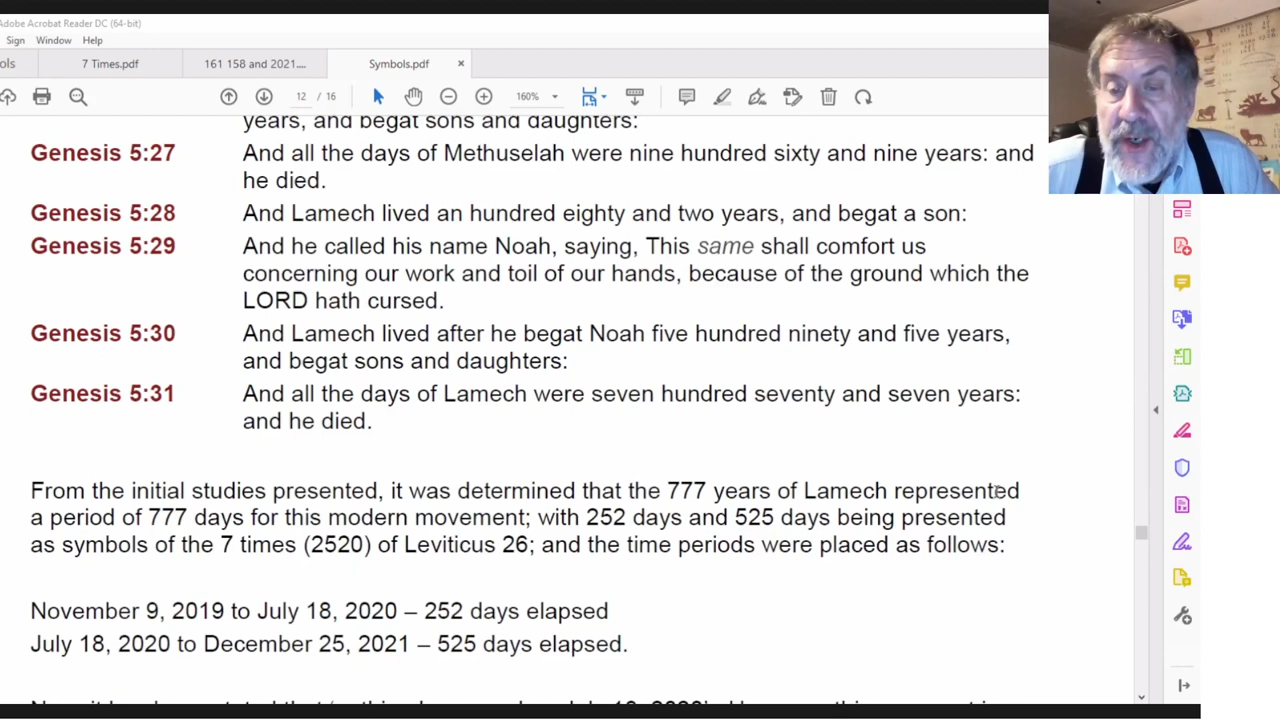 Adobe Acrobat Reader DC (64-bit)
Sign Window Help
ols 7 Times.pdf 161 158 and 2021.... Symbols.pdf ×
12 / 16 160%
years, and begat sons and daughters:
Genesis 5:27 And all the days of Methuselah were nine hundred sixty and nine years: and
he died.
Genesis 5:28 And Lamech lived an hundred eighty and two years, and begat a son:
Genesis 5:29 And he called his name Noah, saying, This same shall comfort us
concerning our work and toil of our hands, because of the ground which the
LORD hath cursed.
Genesis 5:30 And Lamech lived after he begat Noah five hundred ninety and five years,
and begat sons and daughters:
Genesis 5:31 And all the days of Lamech were seven hundred seventy and seven years:
and he died.
From the initial studies presented, it was determined that the 777 years of Lamech represented
a period of 777 days for this modern movement; with 252 days and 525 days being presented
as symbols of the 7 times (2520) of Leviticus 26; and the time periods were placed as follows:
November 9, 2019 to July 18, 2020 – 252 days elapsed
July 18, 2020 to December 25, 2021 – 525 days elapsed.